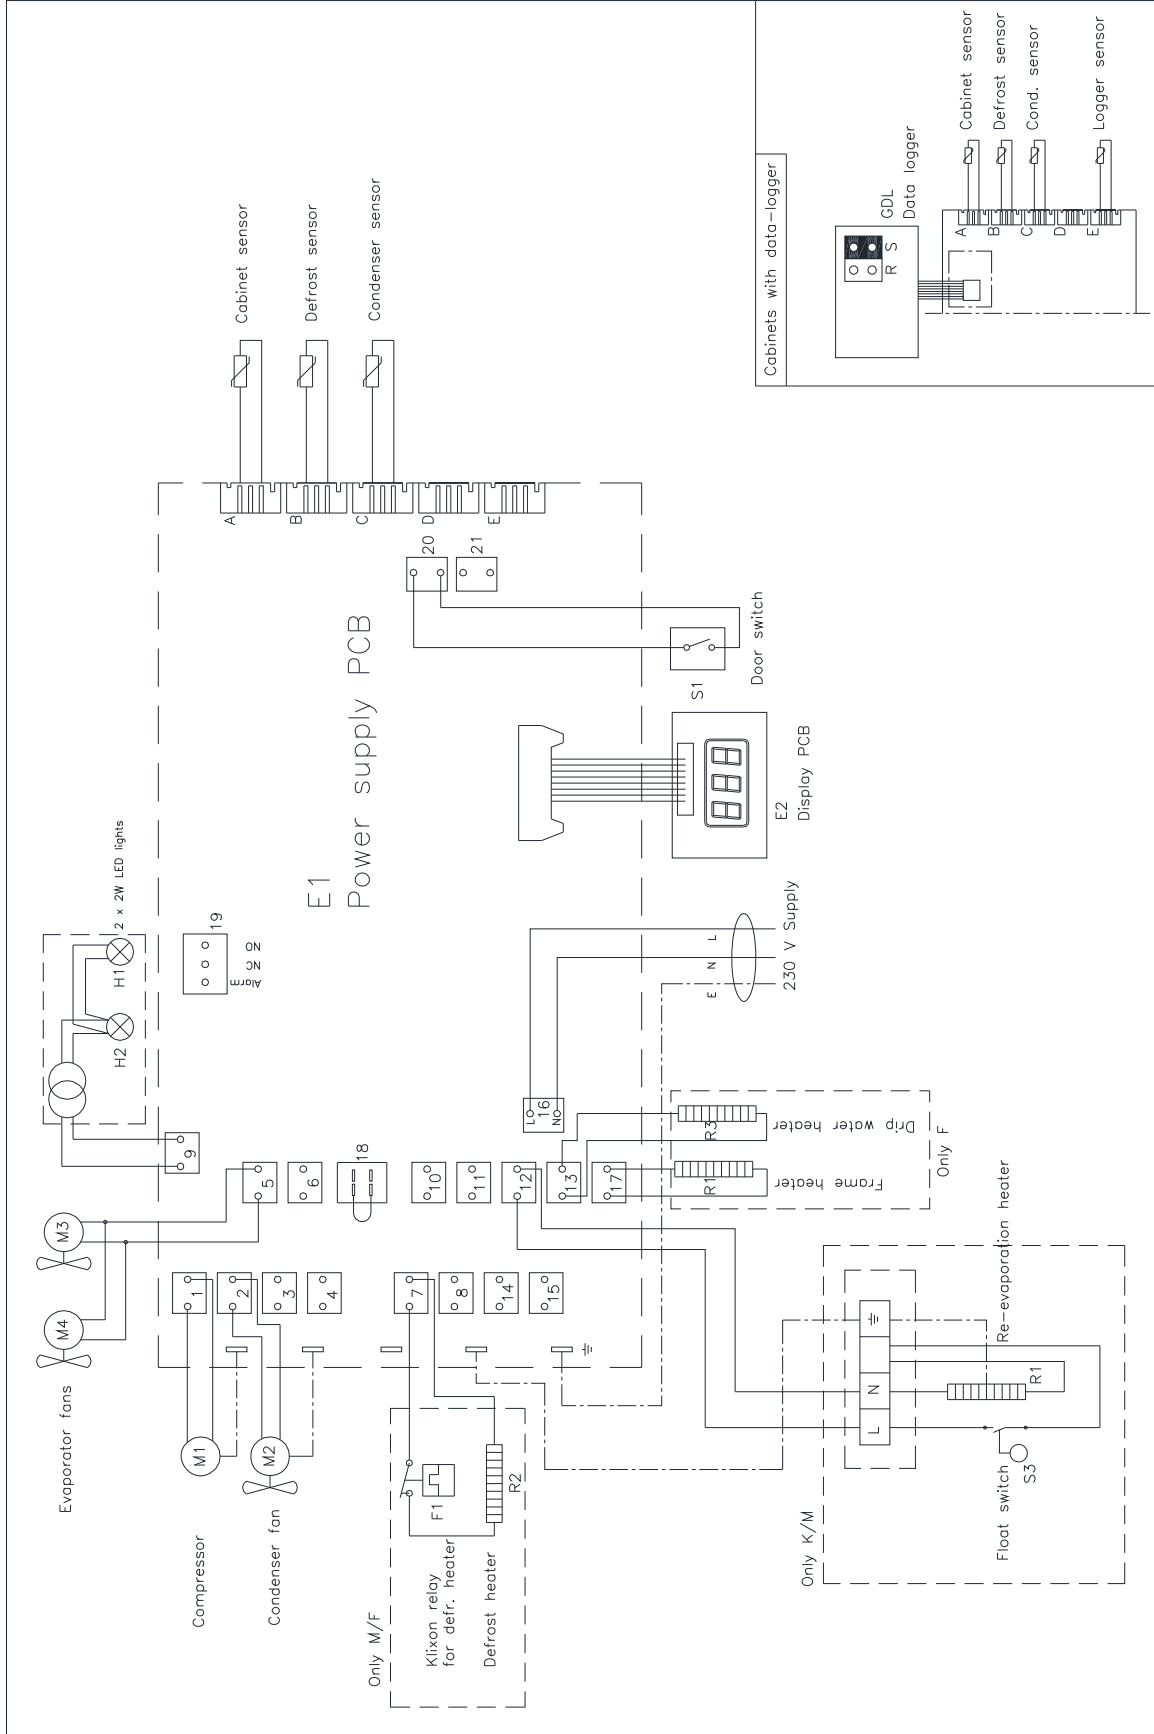 Evaporator fans
M4
M3
2 x 2W LED lights
H2
H1
Compressor
Condenser fan
M1
M2
1
2
3
4
7
8
14
15
5
6
18
10
11
12
13
17
9
19
Alarm
NC
NO
16
L
N
E1
Power supply PCB
A
B
C
D
E
Cabinet sensor
Defrost sensor
Condenser sensor
20
21
S1
Door switch
E2
Display PCB
E
N
L
230 V Supply
Only M/F
Klixon relay
for defr. heater
F1
Defrost heater
R2
R3
Drip water heater
R1
Frame heater
Only F
Only K/M
L
N
Float switch
S3
R1
Re-evaporation heater
Cabinets with data-logger
GDL
Data logger
R
S
A
B
C
D
E
Cabinet sensor
Defrost sensor
Cond. sensor
Logger sensor